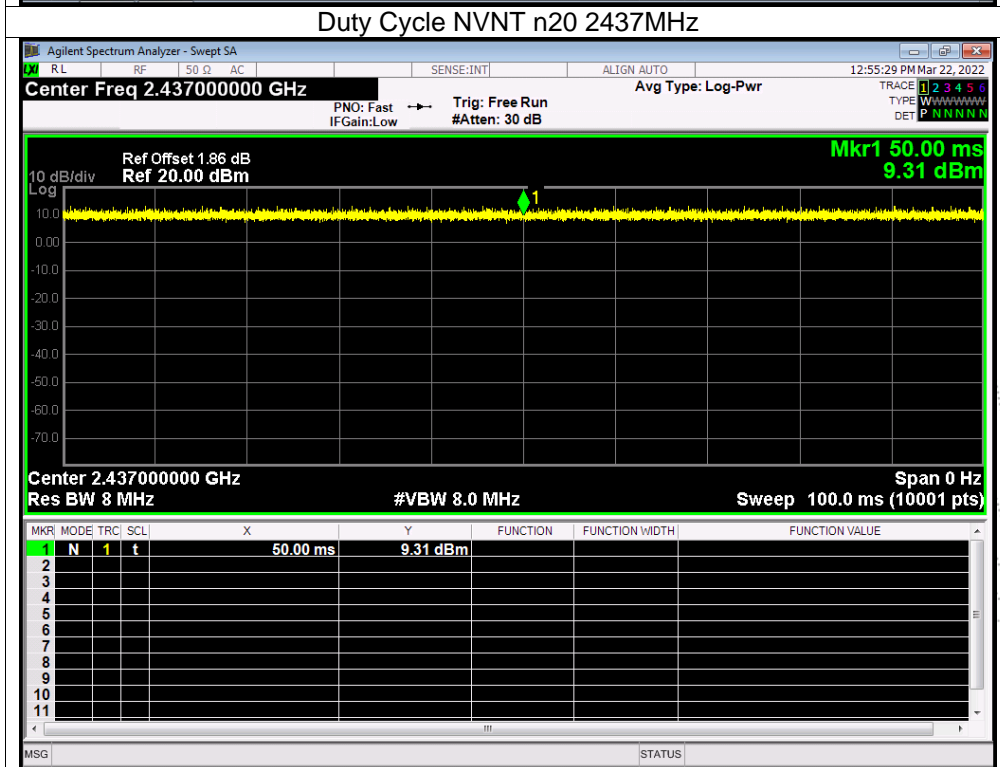 Duty Cycle NVNT n20 2437MHz
Agilent Spectrum Analyzer - Swept SA
LXI RL RF 50 Ω AC SENSE:INT ALIGN AUTO 12:55:29 PM Mar 22, 2022
Center Freq 2.437000000 GHz Avg Type: Log-Pwr TRACE 1 2 3 4 5 6
PNO: Fast Trig: Free Run TYPE WWWWWW
IFGain:Low #Atten: 30 dB DET P N N N N N
Mkr1 50.00 ms
Ref Offset 1.86 dB
10 dB/div Ref 20.00 dBm 9.31 dBm
Log
1
10.0
0.00
-10.0
-20.0
-30.0
-40.0
-50.0
-60.0
-70.0
Center 2.437000000 GHz Span 0 Hz
Res BW 8 MHz #VBW 8.0 MHz Sweep 100.0 ms (10001 pts)
MKR MODE TRC SCL X Y FUNCTION FUNCTION WIDTH FUNCTION VALUE
1 N 1 t 50.00 ms 9.31 dBm
2
3
4
5
6
7
8
9
10
11
MSG STATUS